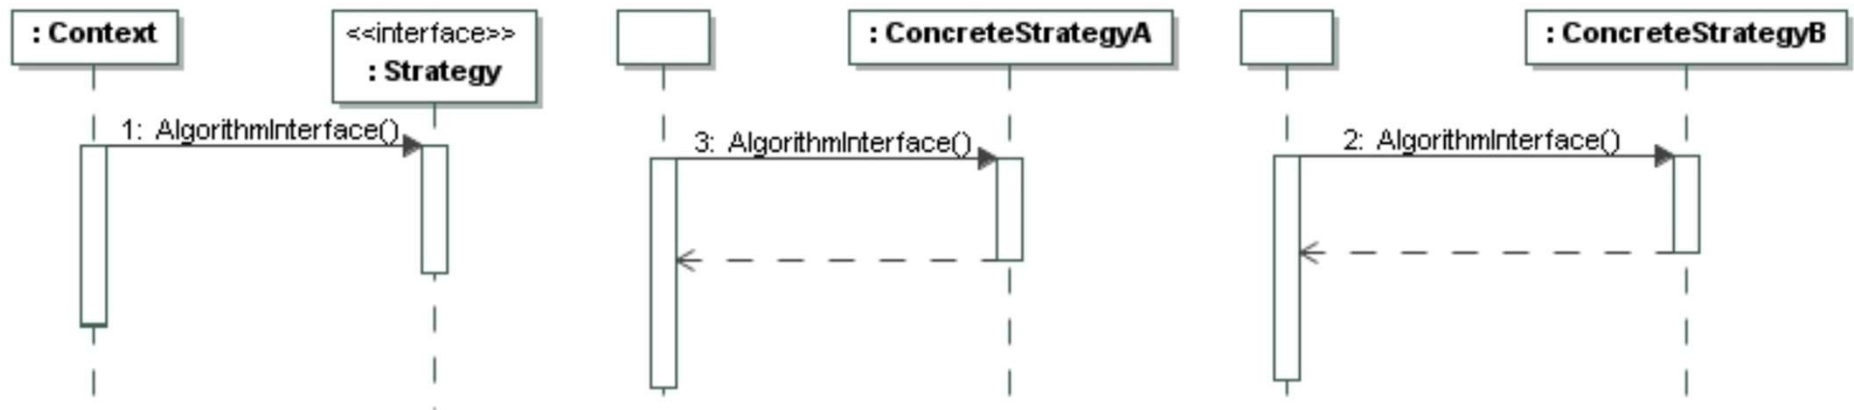 : Context
<<interface>>
: Strategy
: ConcreteStrategyA
: ConcreteStrategyB
1: AlgorithmInterface()
3: AlgorithmInterface()
2: AlgorithmInterface()